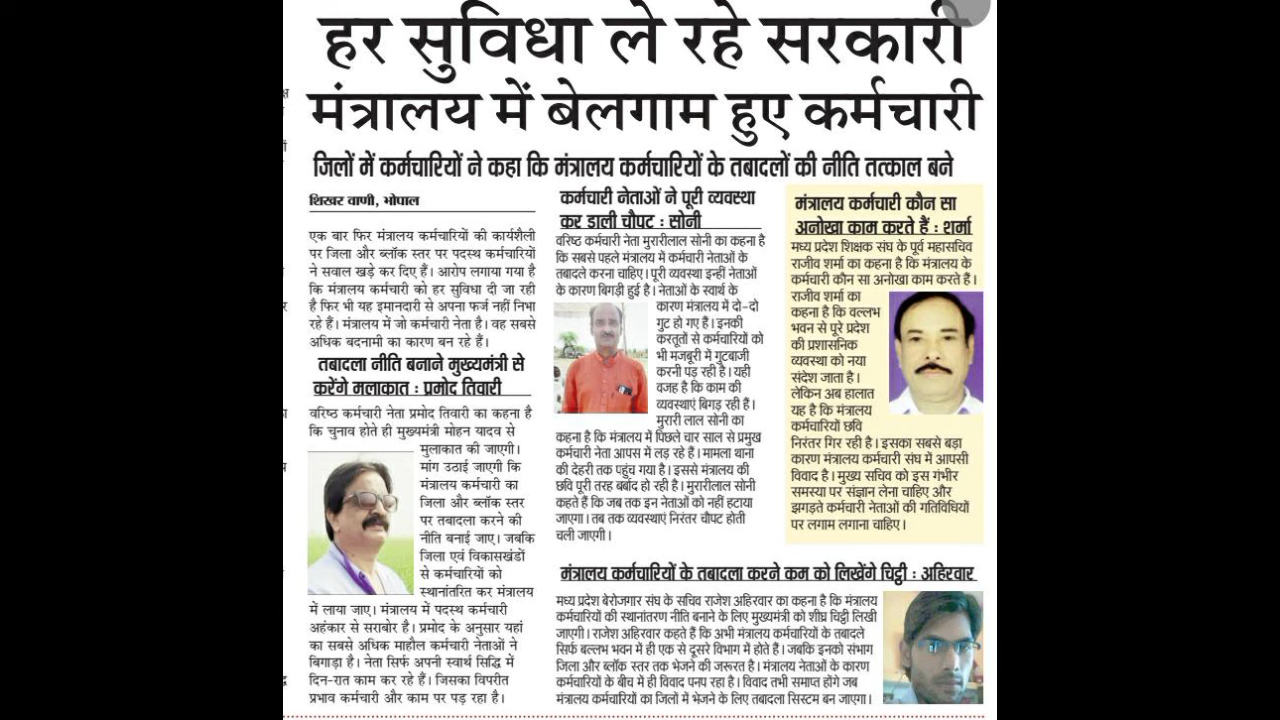 हर सुविधा ले रहे सरकारी
मंत्रालय में बेलगाम हुए कर्मचारी
जिलों में कर्मचारियों ने कहा कि मंत्रालय कर्मचारियों के तबादलों की नीति तत्काल बने
शिखर वाणी, भोपाल
एक बार फिर मंत्रालय कर्मचारियों की कार्यशैली
पर जिला और ब्लॉक स्तर पर पदस्थ कर्मचारियों
ने सवाल खड़े कर दिए हैं। आरोप लगाया गया है
कि मंत्रालय कर्मचारी को हर सुविधा दी जा रही
है फिर भी यह इमानदारी से अपना फर्ज नहीं निभा
रहे हैं। मंत्रालय में जो कर्मचारी नेता है। वह सबसे
अधिक बदनामी का कारण बन रहे हैं।
तबादला नीति बनाने मुख्यमंत्री से
करेंगे मलाकात : प्रमोद तिवारी
वरिष्ठ कर्मचारी नेता प्रमोद तिवारी का कहना है
कि चुनाव होते ही मुख्यमंत्री मोहन यादव से
मुलाकात की जाएगी।
मांग उठाई जाएगी कि
मंत्रालय कर्मचारी का
जिला और ब्लॉक स्तर
पर तबादला करने की
नीति बनाई जाए। जबकि
जिला एवं विकासखंडों
से कर्मचारियों को
स्थानांतरित कर मंत्रालय
में लाया जाए। मंत्रालय में पदस्थ कर्मचारी
अहंकार से सराबोर है। प्रमोद के अनुसार यहां
का सबसे अधिक माहौल कर्मचारी नेताओं ने
बिगाड़ा है। नेता सिर्फ अपनी स्वार्थ सिद्धि में
दिन-रात काम कर रहे हैं। जिसका विपरीत
प्रभाव कर्मचारी और काम पर पड़ रहा है।
कर्मचारी नेताओं ने पूरी व्यवस्था
कर डाली चौपट : सोनी
वरिष्ठ कर्मचारी नेता मुरारीलाल सोनी का कहना है
कि सबसे पहले मंत्रालय में कर्मचारी नेताओं के
तबादले करना चाहिए। पूरी व्यवस्था इन्हीं नेताओं
के कारण बिगड़ी हुई है। नेताओं के स्वार्थ के
कारण मंत्रालय में दो-दो
गुट हो गए हैं। इनकी
करतूतों से कर्मचारियों को
भी मजबूरी में गुटबाजी
करनी पड़ रही है। यही
वजह है कि काम की
व्यवस्थाएं बिगड़ रही हैं।
मुरारी लाल सोनी का
कहना है कि मंत्रालय में पिछले चार साल से प्रमुख
कर्मचारी नेता आपस में लड़ रहे हैं। मामला थाना
की देहरी तक पहुंच गया है। इससे मंत्रालय की
छवि पूरी तरह बर्बाद हो रही है। मुरारीलाल सोनी
कहते हैं कि जब तक इन नेताओं को नहीं हटाया
जाएगा। तब तक व्यवस्थाएं निरंतर चौपट होती
चली जाएगी।
मंत्रालय कर्मचारी कौन सा
अनोखा काम करते हैं : शर्मा
मध्य प्रदेश शिक्षक संघ के पूर्व महासचिव
राजीव शर्मा का कहना है कि मंत्रालय के
कर्मचारी कौन सा अनोखा काम करते हैं।
राजीव शर्मा का
कहना है कि वल्लभ
भवन से पूरे प्रदेश
की प्रशासनिक
व्यवस्था को नया
संदेश जाता है।
लेकिन अब हालात
यह है कि मंत्रालय
कर्मचारियों छवि
निरंतर गिर रही है। इसका सबसे बड़ा
कारण मंत्रालय कर्मचारी संघ में आपसी
विवाद है। मुख्य सचिव को इस गंभीर
समस्या पर संज्ञान लेना चाहिए और
झगड़ते कर्मचारी नेताओं की गतिविधियों
पर लगाम लगाना चाहिए।
मंत्रालय कर्मचारियों के तबादला करने कम को लिखेंगे चिट्ठी : अहिरवार
मध्य प्रदेश बेरोजगार संघ के सचिव राजेश अहिरवार का कहना है कि मंत्रालय
कर्मचारियों की स्थानांतरण नीति बनाने के लिए मुख्यमंत्री को शीघ्र चिट्ठी लिखी
जाएगी। राजेश अहिरवार कहते हैं कि अभी मंत्रालय कर्मचारियों के तबादले
सिर्फ बल्लभ भवन में ही एक से दूसरे विभाग में होते हैं। जबकि इनको संभाग
जिला और ब्लॉक स्तर तक भेजने की जरूरत है। मंत्रालय नेताओं के कारण
कर्मचारियों के बीच में ही विवाद पनप रहा है। विवाद तभी समाप्त होंगे जब
मंत्रालय कर्मचारियों का जिलों में भेजने के लिए तबादला सिस्टम बन जाएगा।